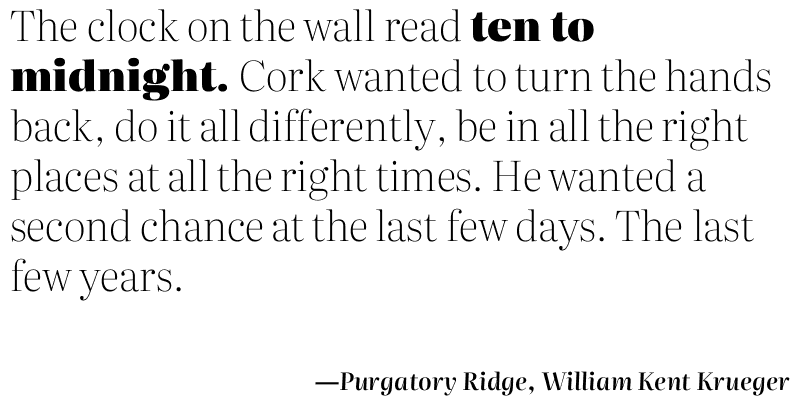 The clock on the wall read ten to
midnight. Cork wanted to turn the hands
back, do it all differently, be in all the right
places at all the right times. He wanted a
second chance at the last few days. The last
few years.
—Purgatory Ridge, William Kent Krueger